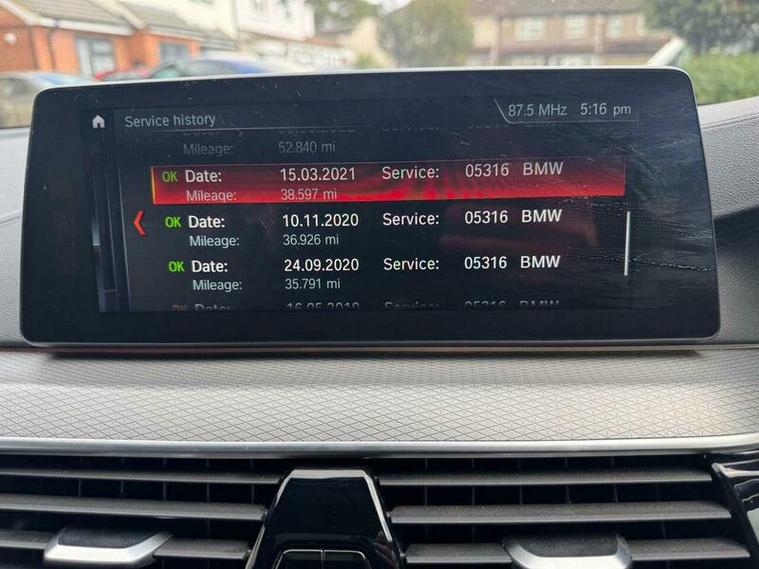 87.5 MHz 5:16 pm
Service history
Mileage: 52.840 mi
OK Date: 15.03.2021 Service: 05316 BMW
Mileage: 38.597 mi
OK Date: 10.11.2020 Service: 05316 BMW
Mileage: 36.926 mi
OK Date: 24.09.2020 Service: 05316 BMW
Mileage: 35.791 mi